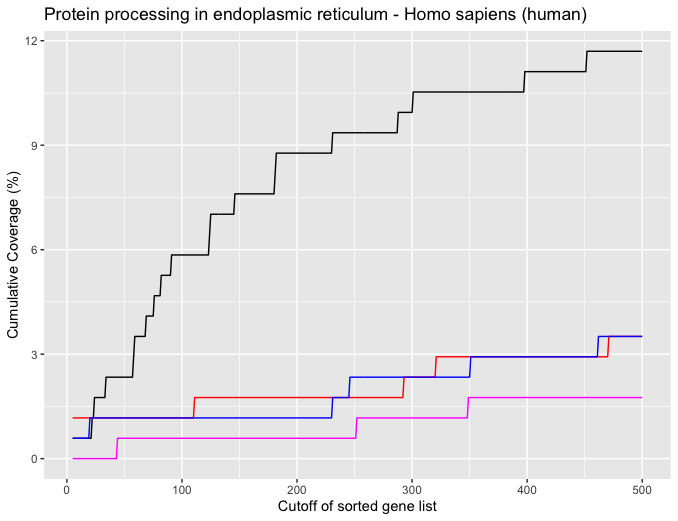 Protein processing in endoplasmic reticulum - Homo sapiens (human)
12
9
6
3
0
Cumulative Coverage (%)
0 100 200 300 400 500
Cutoff of sorted gene list